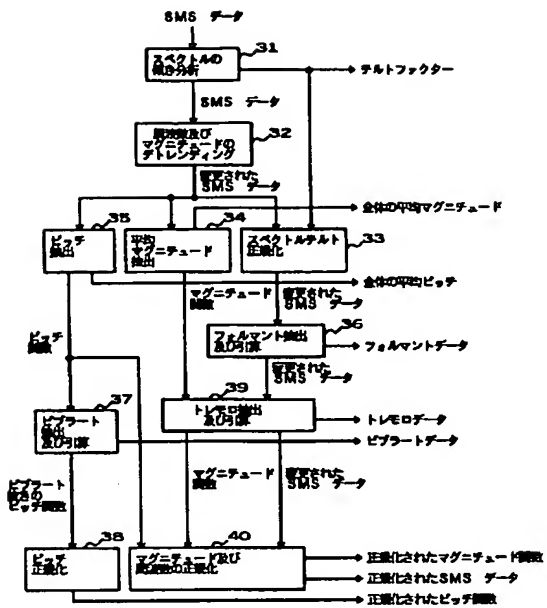 SMS データ
31
スペクトルの
傾き分析
テルトファクター
SMS データ
32
周波数及び
マグニチュードの
デトレンディング
変更された
SMS データ
35
34
全体の平均マグニチュード
ピッチ
抽出
平均
マグニチュード
抽出
スペクトルテルト
正規化
33
全体の平均ピッチ
マグニチュード
関数
変更された
SMS データ
36
ピッチ
関数
フォルマント抽出
及び引算
フォルマントデータ
変更された
SMS データ
37
39
ビブラート
抽出
及び引算
トレモロ抽出
及び引算
トレモロデータ
ビブラートデータ
ビブラート
抜きの
ピッチ関数
マグニチュード
関数
変更された
SMS データ
38
40
ピッチ
正規化
マグニチュード及び
周波数の正規化
正規化されたマグニチュード関数
正規化されたSMS データ
正規化されたピッチ関数